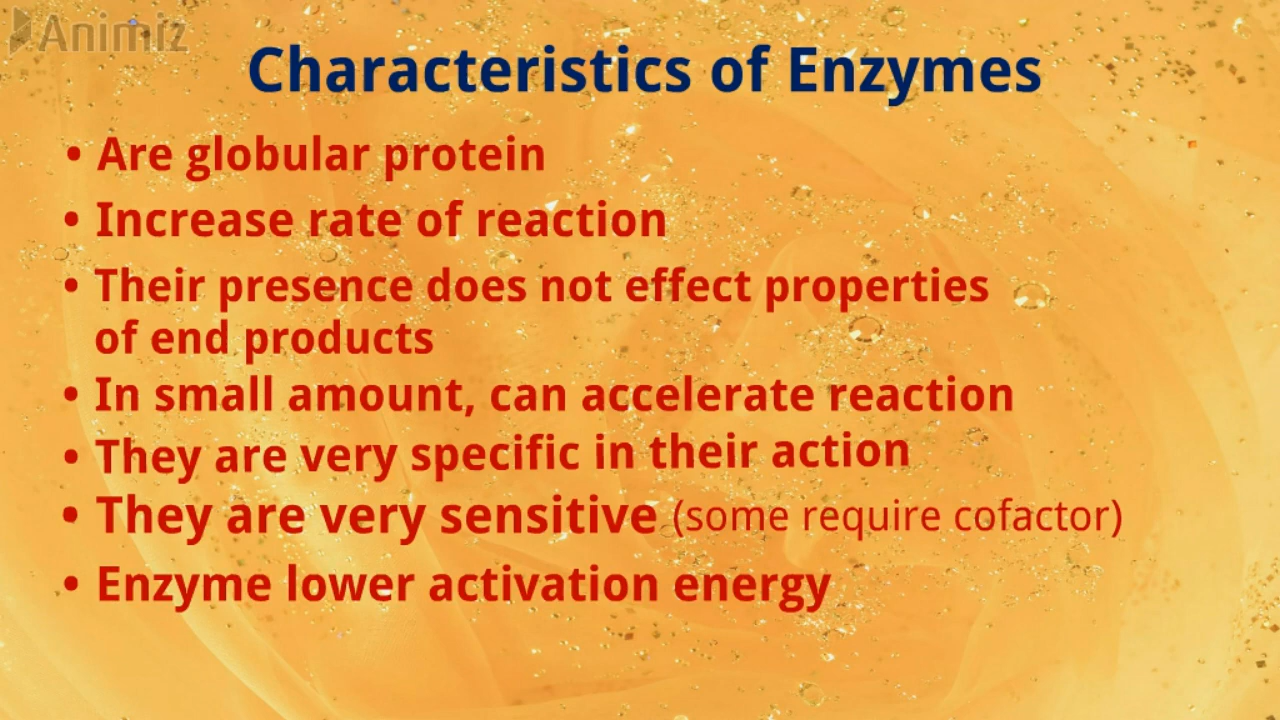 Animiz
Characteristics of Enzymes
• Are globular protein
• Increase rate of reaction
• Their presence does not effect properties
of end products
• In small amount, can accelerate reaction
• They are very specific in their action
• They are very sensitive (some require cofactor)
• Enzyme lower activation energy